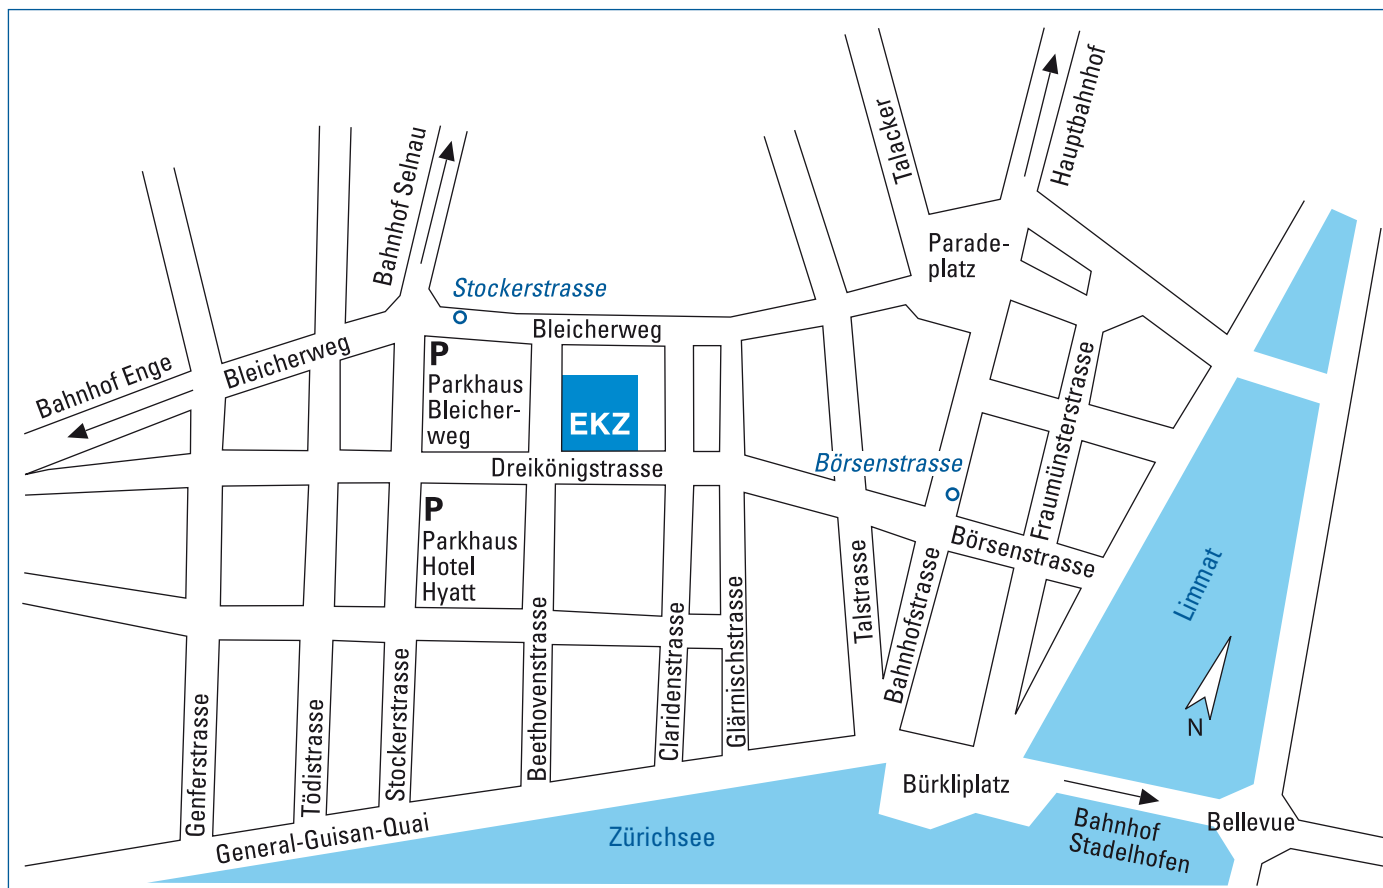 Talacker
Hauptbahnhof
Bahnhof Selnau
Parade-
platz
Stockerstrasse
Bleicherweg
Bleicherweg
Bahnhof Enge
P
Parkhaus
Bleicher-
weg
EKZ
Fraumünsterstrasse
Dreikönigstrasse
Börsenstrasse
P
Parkhaus
Hotel
Hyatt
Börsenstrasse
Limmat
Talstrasse
Bahnhofstrasse
Genferstrasse
Tödistrasse
Stockerstrasse
Beethovenstrasse
Claridenstrasse
Glärnischstrasse
N
Bürkliplatz
General-Guisan-Quai
Zürichsee
Bahnhof
Stadelhofen
Bellevue